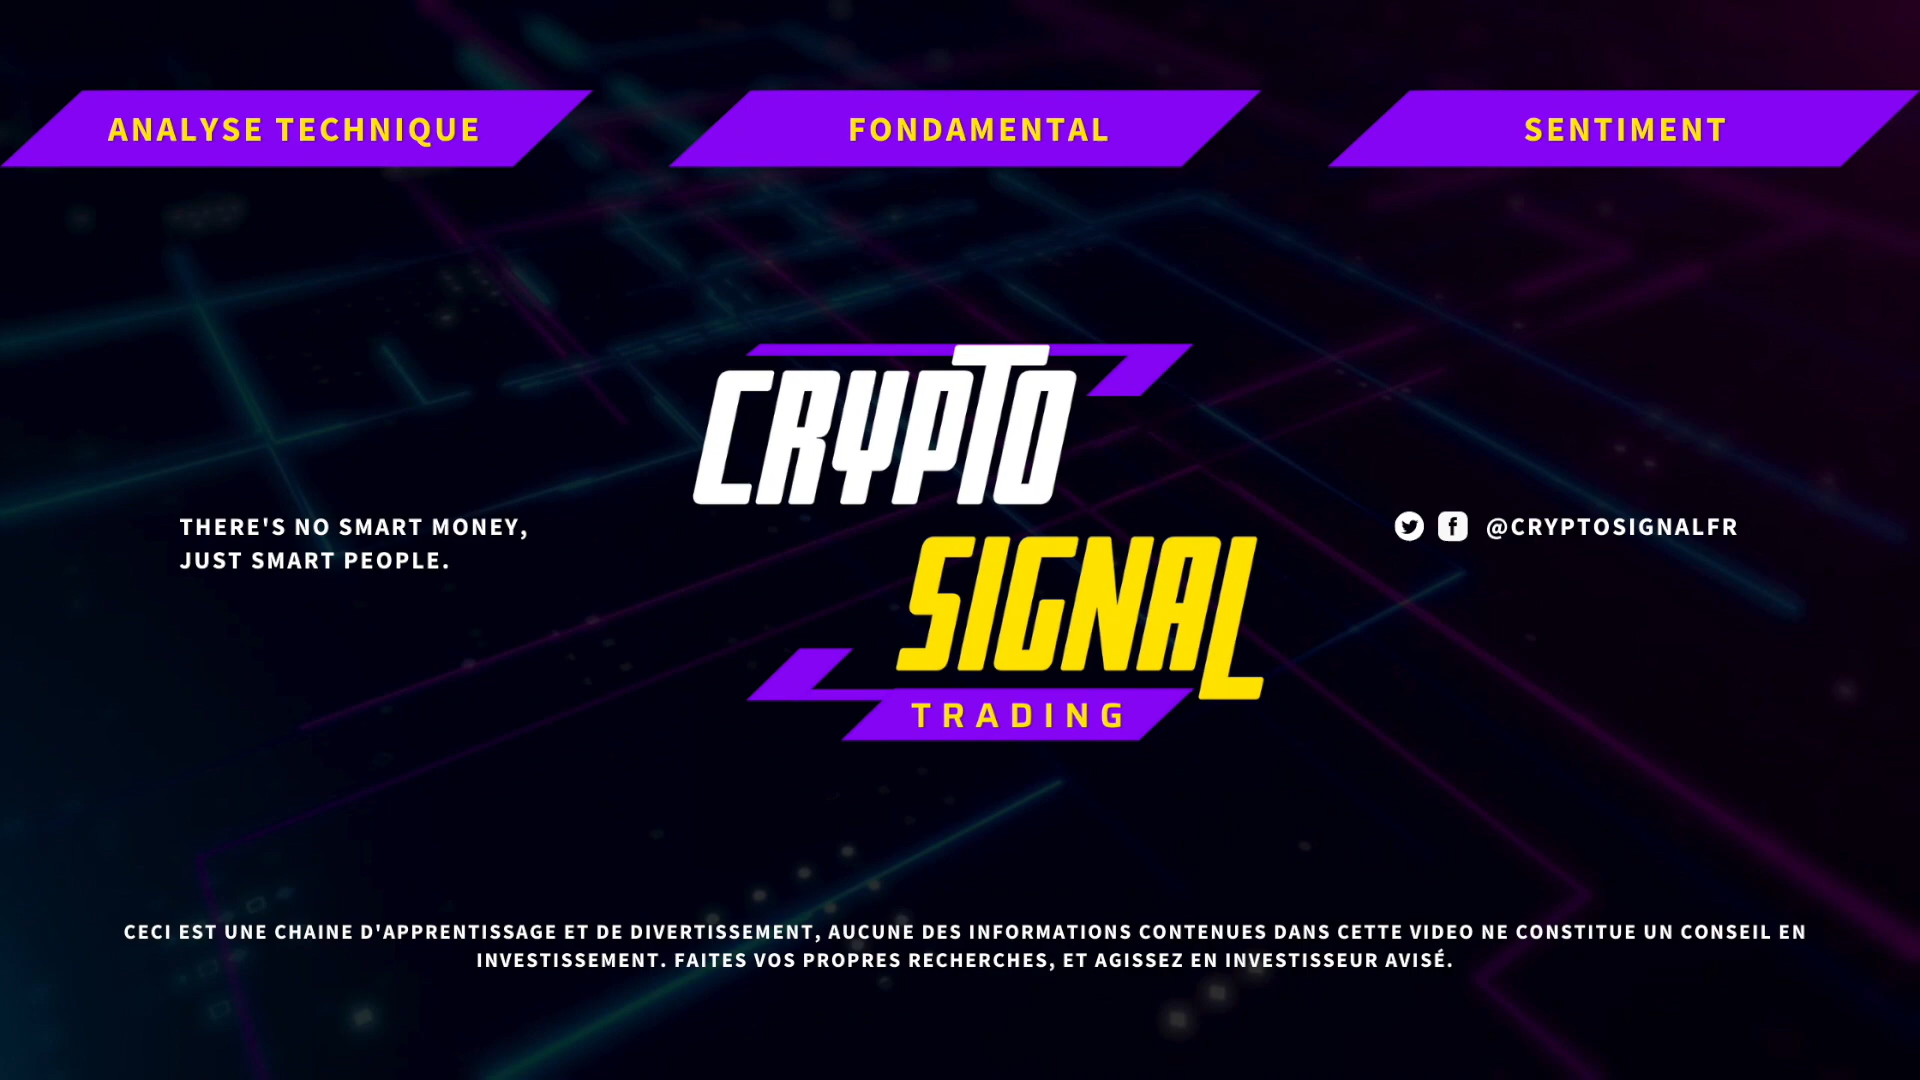 ANALYSE TECHNIQUE
FONDAMENTAL
SENTIMENT
CRYPTO
SIGNAL
TRADING
THERE'S NO SMART MONEY,
JUST SMART PEOPLE.
@CRYPTOSIGNALFR
CECI EST UNE CHAINE D'APPRENTISSAGE ET DE DIVERTISSEMENT, AUCUNE DES INFORMATIONS CONTENUES DANS CETTE VIDEO NE CONSTITUE UN CONSEIL EN
INVESTISSEMENT. FAITES VOS PROPRES RECHERCHES, ET AGISSEZ EN INVESTISSEUR AVISÉ.